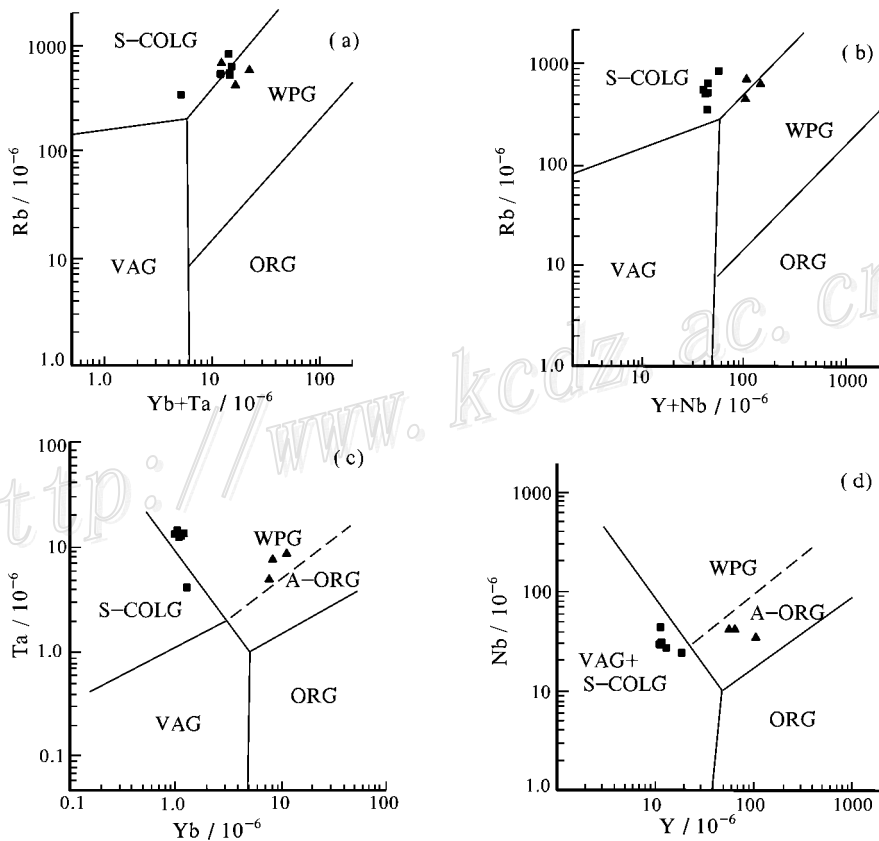 (a)
1000
100
10
1.0
Rb / 10⁻⁶
S-COLG
WPG
VAG
ORG
1.0
10
100
Yb+Ta / 10⁻⁶
(b)
1000
100
10
1.0
Rb / 10⁻⁶
S-COLG
WPG
VAG
ORG
10
100
1000
Y+Nb / 10⁻⁶
(c)
100
10
1.0
0.1
Ta / 10⁻⁶
WPG
A-ORG
S-COLG
VAG
ORG
0.1
1.0
10
100
Yb / 10⁻⁶
(d)
1000
100
10
1.0
Nb / 10⁻⁶
WPG
A-ORG
VAG+
S-COLG
ORG
10
100
1000
Y / 10⁻⁶
ttp://www.kcdz.ac.cn